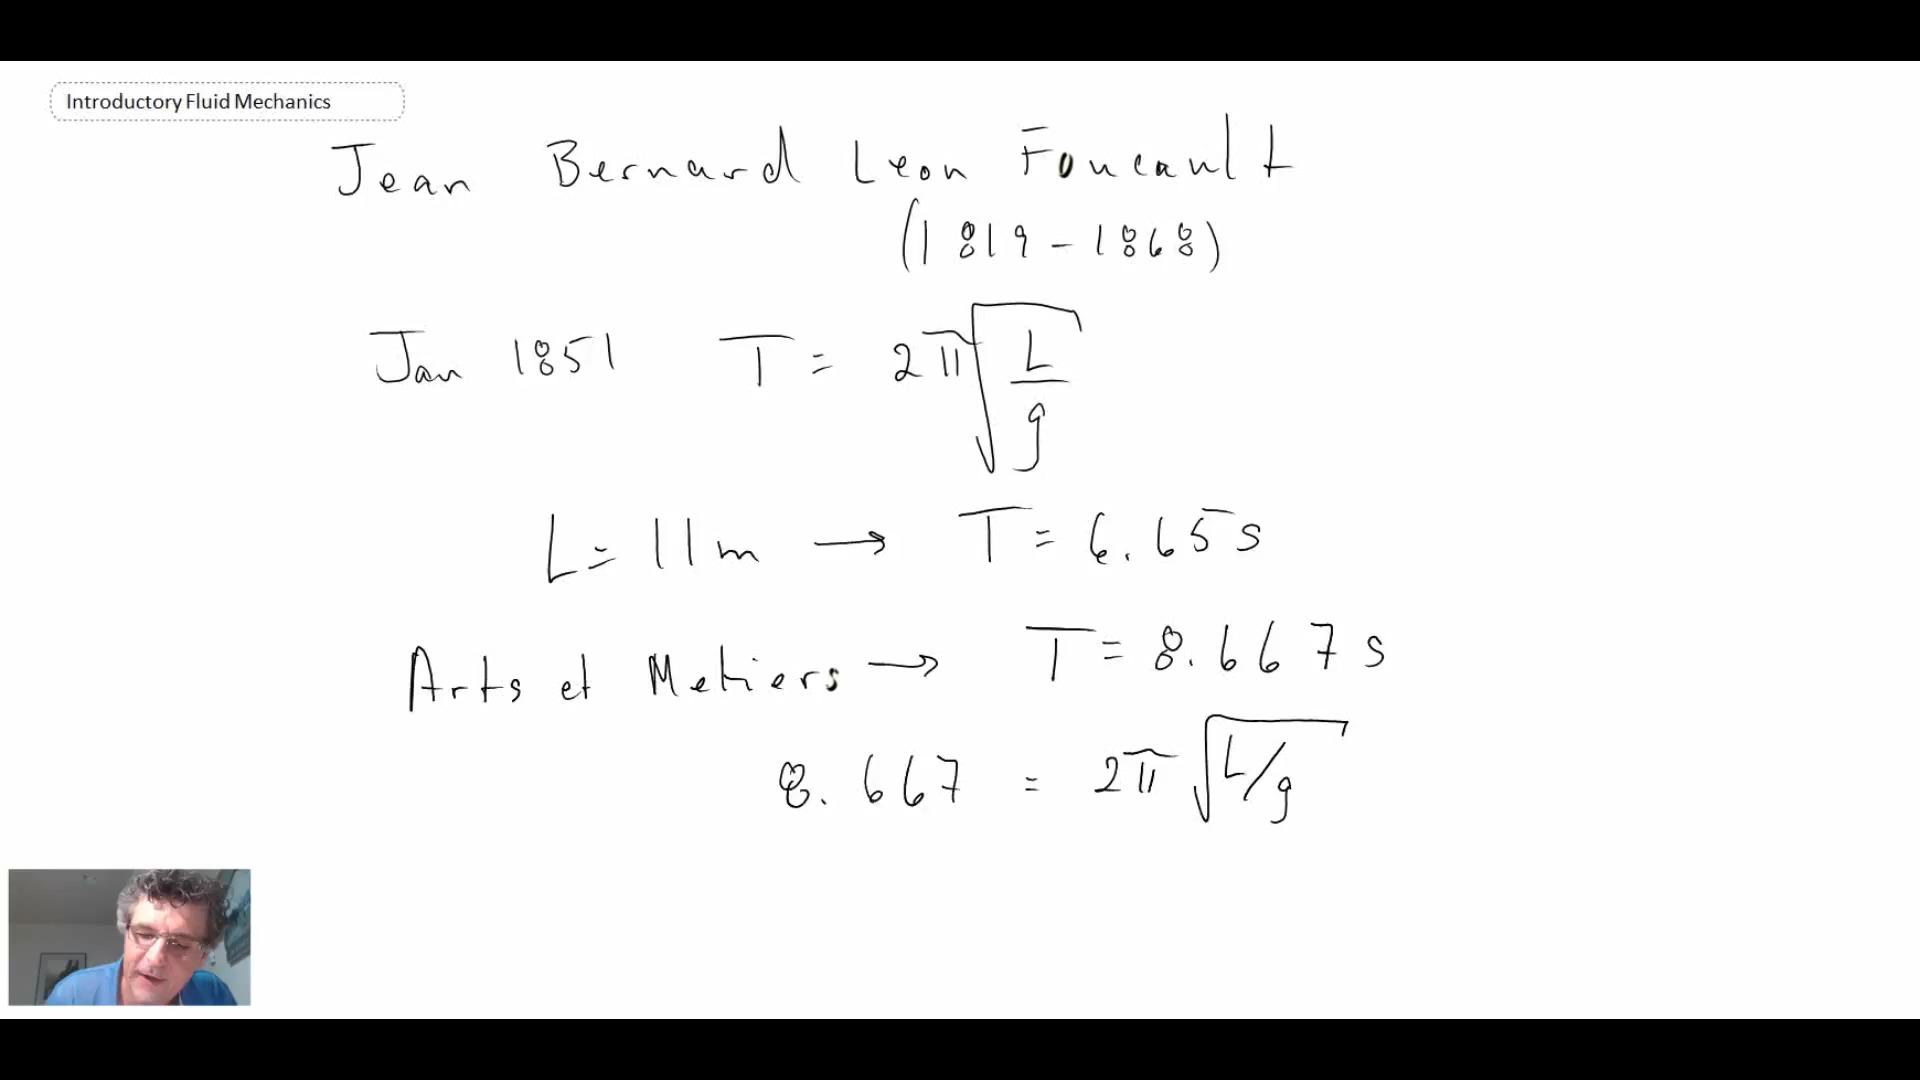 Introductory Fluid Mechanics
Jean Bernard Leon Foucault
(1819 - 1868)
Jan 1851 T = 2π√(L/g)
L = 11m → T = 6.65 s
Arts et Metiers → T = 8.667 s
8.667 = 2π√(L/g)